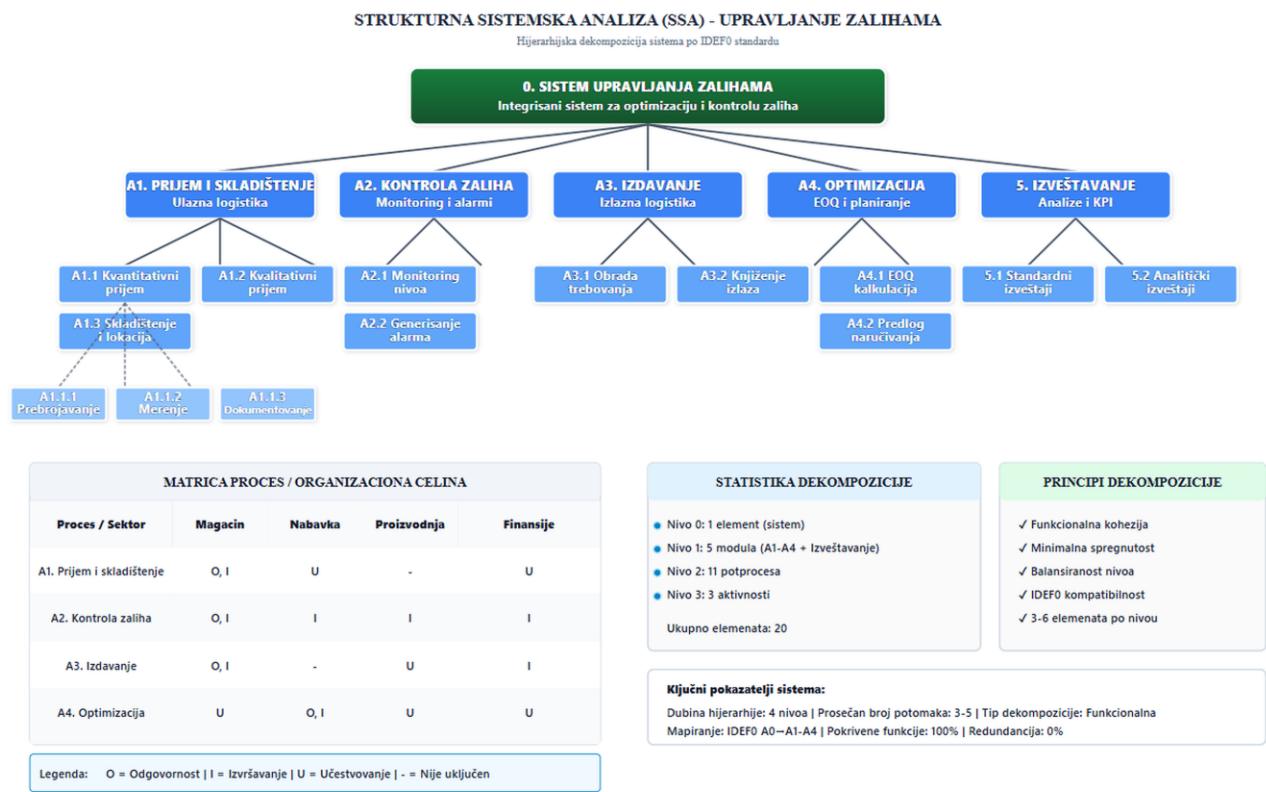 STRUKTURNA SISTEMSKA ANALIZA (SSA) - UPRAVLJANJE ZALIHAMA
Hijerarhijska dekompozicija sistema po IDEF0 standardu
0. SISTEM UPRAVLJANJA ZALIHAMA
Integrisani sistem za optimizaciju i kontrolu zaliha
A1. PRIJEM I SKLADIŠTENJE
Ulazna logistika
A2. KONTROLA ZALIHA
Monitoring i alarmi
A3. IZDAVANJE
Izlazna logistika
A4. OPTIMIZACIJA
EOQ i planiranje
5. IZVEŠTAVANJE
Analize i KPI
A1.1 Kvantitativni
prijem
A1.2 Kvalitativni
prijem
A2.1 Monitoring
nivoa
A3.1 Obrada
trebovanja
A3.2 Knjiženje
izlaza
A4.1 EOQ
kalkulacija
5.1 Standardni
izveštaji
5.2 Analitički
izveštaji
A1.3 Skladištenje
i lokacija
A2.2 Generisanje
alarma
A4.2 Predlog
naručivanja
A1.1.1
Prebrojavanje
A1.1.2
Merenje
A1.1.3
Dokumentovanje
MATRICA PROCES / ORGANIZACIONA CELINA
Proces / Sektor Magacin Nabavka Proizvodnja Finansije
A1. Prijem i skladištenje O, I U - U
A2. Kontrola zaliha O, I I I I
A3. Izdavanje O, I - U I
A4. Optimizacija U O, I U U
Legenda: O = Odgovornost | I = Izvršavanje | U = Učestvovanje | - = Nije uključen
STATISTIKA DEKOMPOZICIJE
Nivo 0: 1 element (sistem)
Nivo 1: 5 modula (A1-A4 + Izveštavanje)
Nivo 2: 11 potprocesa
Nivo 3: 3 aktivnosti
Ukupno elemenata: 20
PRINCIPI DEKOMPOZICIJE
✓ Funkcionalna kohezija
✓ Minimalna spregnutost
✓ Balansiranost nivoa
✓ IDEF0 kompatibilnost
✓ 3-6 elemenata po nivou
Ključni pokazatelji sistema:
Dubina hijerarhije: 4 nivoa | Prosečan broj potomaka: 3-5 | Tip dekompozicije: Funkcionalna
Mapiranje: IDEF0 A0→A1-A4 | Pokrivene funkcije: 100% | Redundancija: 0%